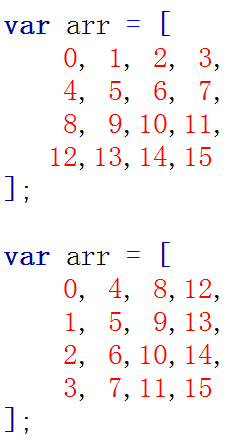 var arr = [
     0, 1, 2, 3,
     4, 5, 6, 7,
     8, 9,10,11,
    12,13,14,15
];

var arr = [
     0, 4, 8,12,
     1, 5, 9,13,
     2, 6,10,14,
     3, 7,11,15
];